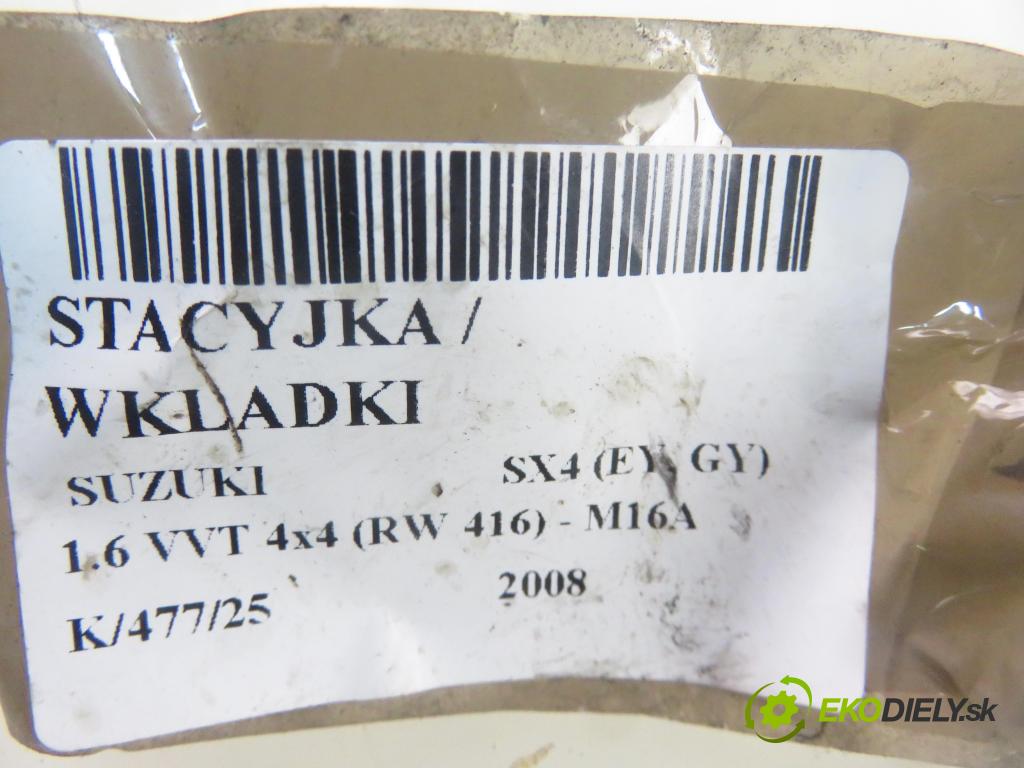 STACYJKA /
WKLADKI
SUZUKI SX4 (EY, GY)
1.6 VVT 4x4 (RW 416) - M16A
K/477/25 2008
EKODIELY.sk